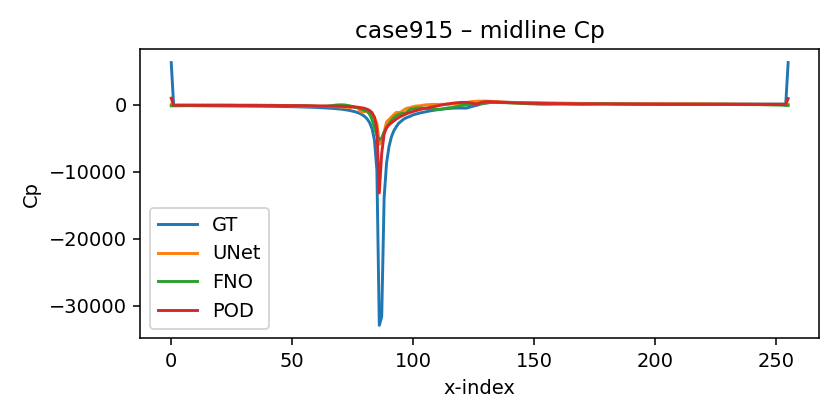 case915 – midline Cp
Cp
0
−10000
−20000
−30000
GT
UNet
FNO
POD
0 50 100 150 200 250
x-index